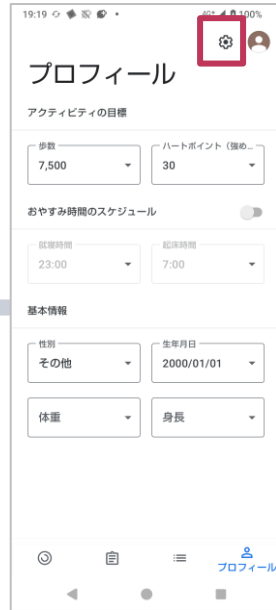 19:19
100%
プロフィール
アクティビティの目標
歩数
7,500
ハートポイント（強め...
30
おやすみ時間のスケジュール
就寝時間
23:00
起床時間
7:00
基本情報
性別
その他
生年月日
2000/01/01
体重
身長
プロフィール